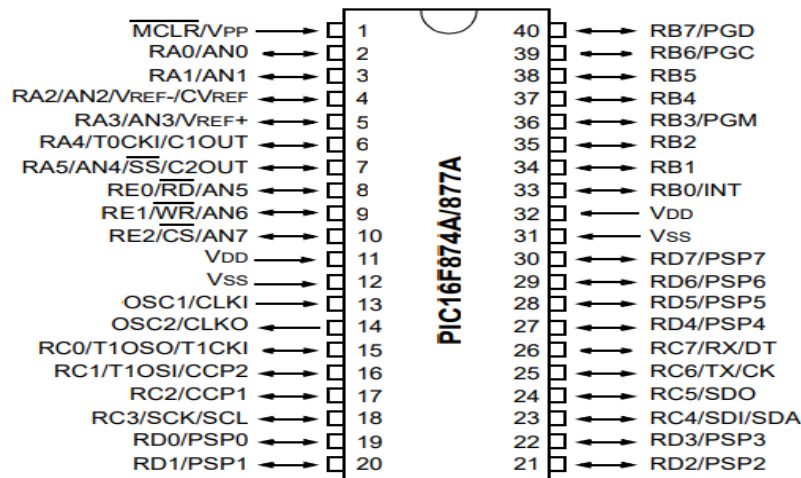 MCLR/VPP 1 40 RB7/PGD
RA0/AN0 2 39 RB6/PGC
RA1/AN1 3 38 RB5
RA2/AN2/VREF-/CVREF 4 37 RB4
RA3/AN3/VREF+ 5 36 RB3/PGM
RA4/T0CKI/C1OUT 6 35 RB2
RA5/AN4/SS/C2OUT 7 34 RB1
RE0/RD/AN5 8 33 RB0/INT
RE1/WR/AN6 9 32 VDD
RE2/CS/AN7 10 31 VSS
VDD 11 30 RD7/PSP7
VSS 12 29 RD6/PSP6
OSC1/CLKI 13 28 RD5/PSP5
OSC2/CLKO 14 27 RD4/PSP4
RC0/T1OSO/T1CKI 15 26 RC7/RX/DT
RC1/T1OSI/CCP2 16 25 RC6/TX/CK
RC2/CCP1 17 24 RC5/SDO
RC3/SCK/SCL 18 23 RC4/SDI/SDA
RD0/PSP0 19 22 RD3/PSP3
RD1/PSP1 20 21 RD2/PSP2
PIC16F874A/877A